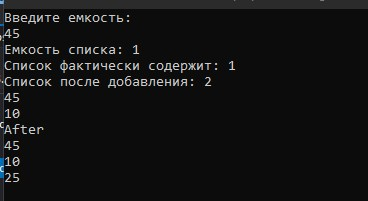 Введите емкость:
45
Емкость списка: 1
Список фактически содержит: 1
Список после добавления: 2
45
10
After
45
10
25